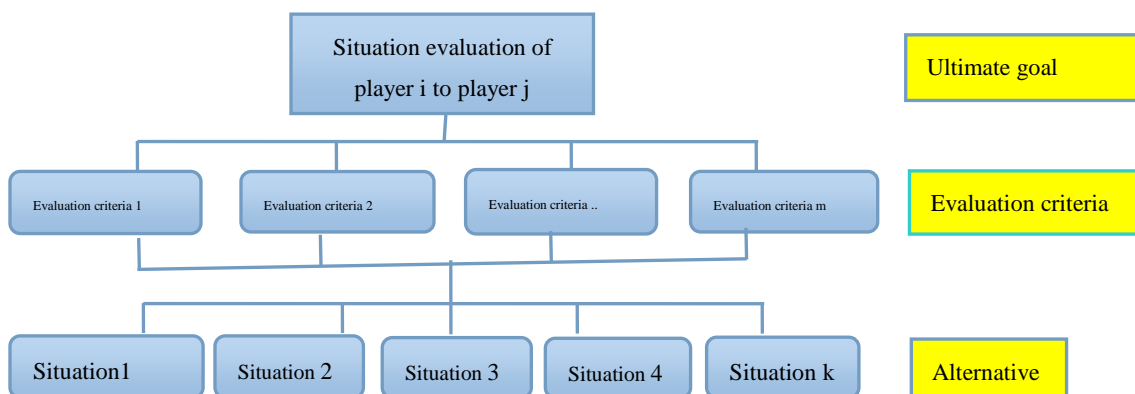 Situation evaluation of
player i to player j
Ultimate goal
Evaluation criteria 1
Evaluation criteria 2
Evaluation criteria ..
Evaluation criteria m
Evaluation criteria
Situation1
Situation 2
Situation 3
Situation 4
Situation k
Alternative